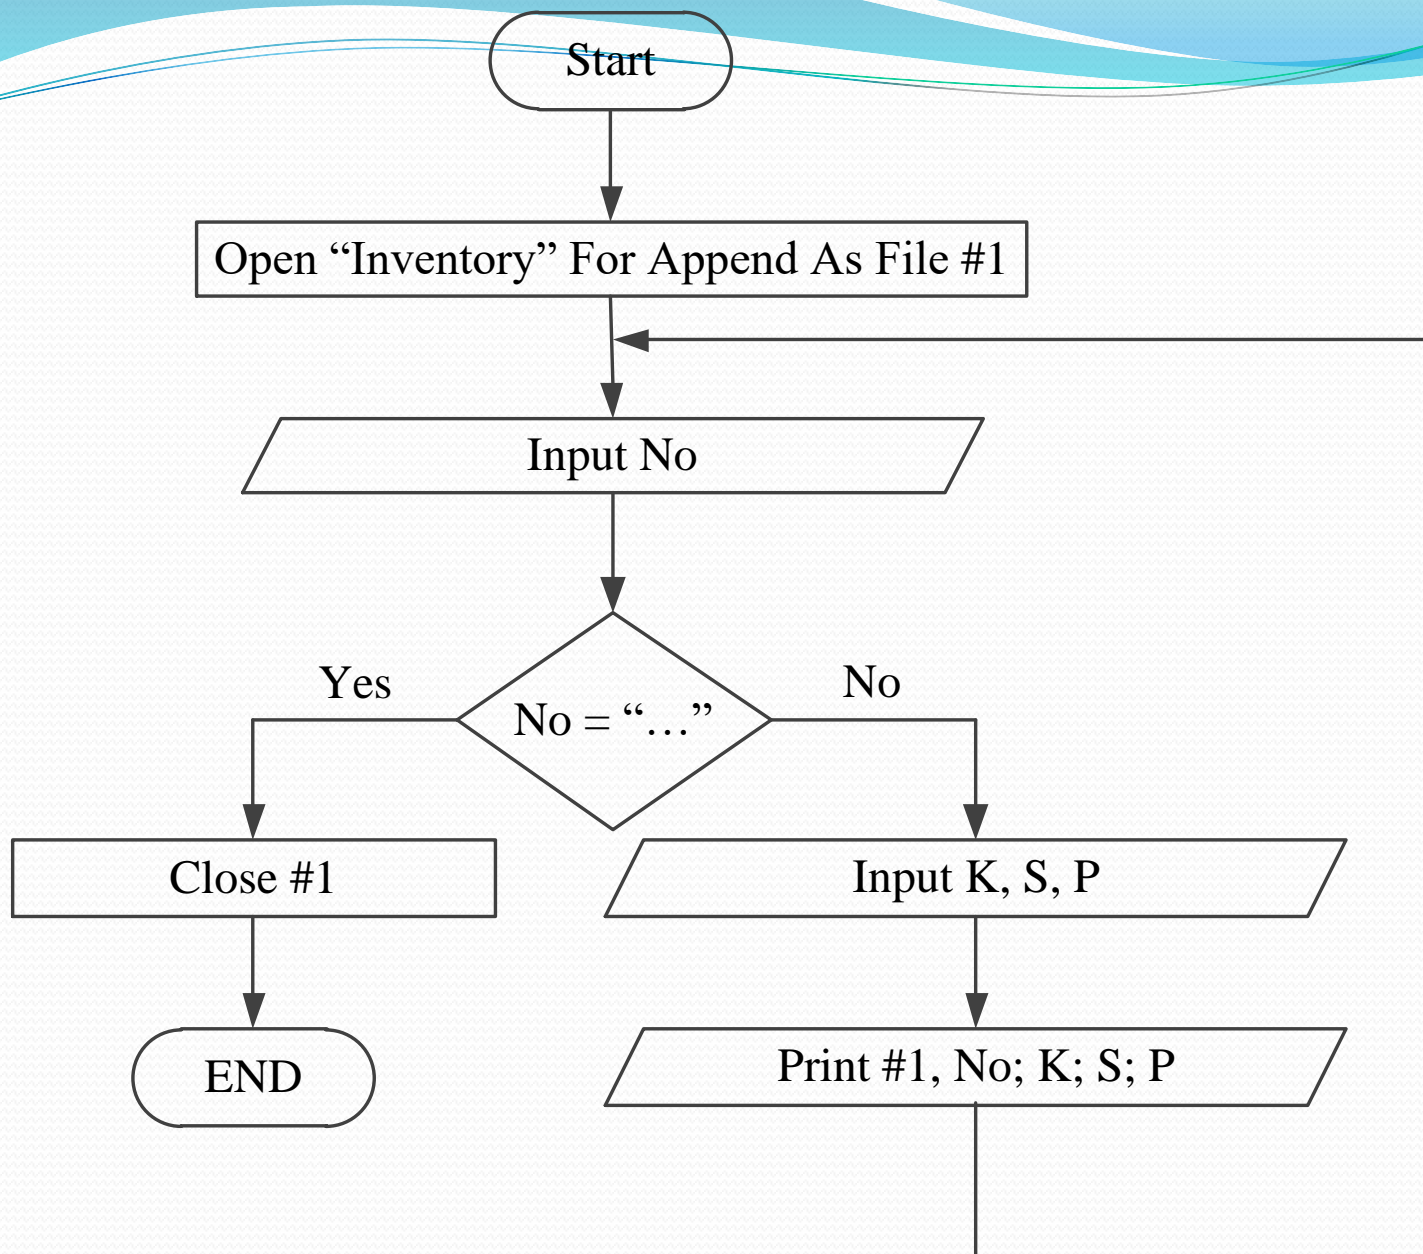 Start
Open “Inventory” For Append As File #1
Input No
Yes
No
No = “…”
Close #1
Input K, S, P
END
Print #1, No; K; S; P